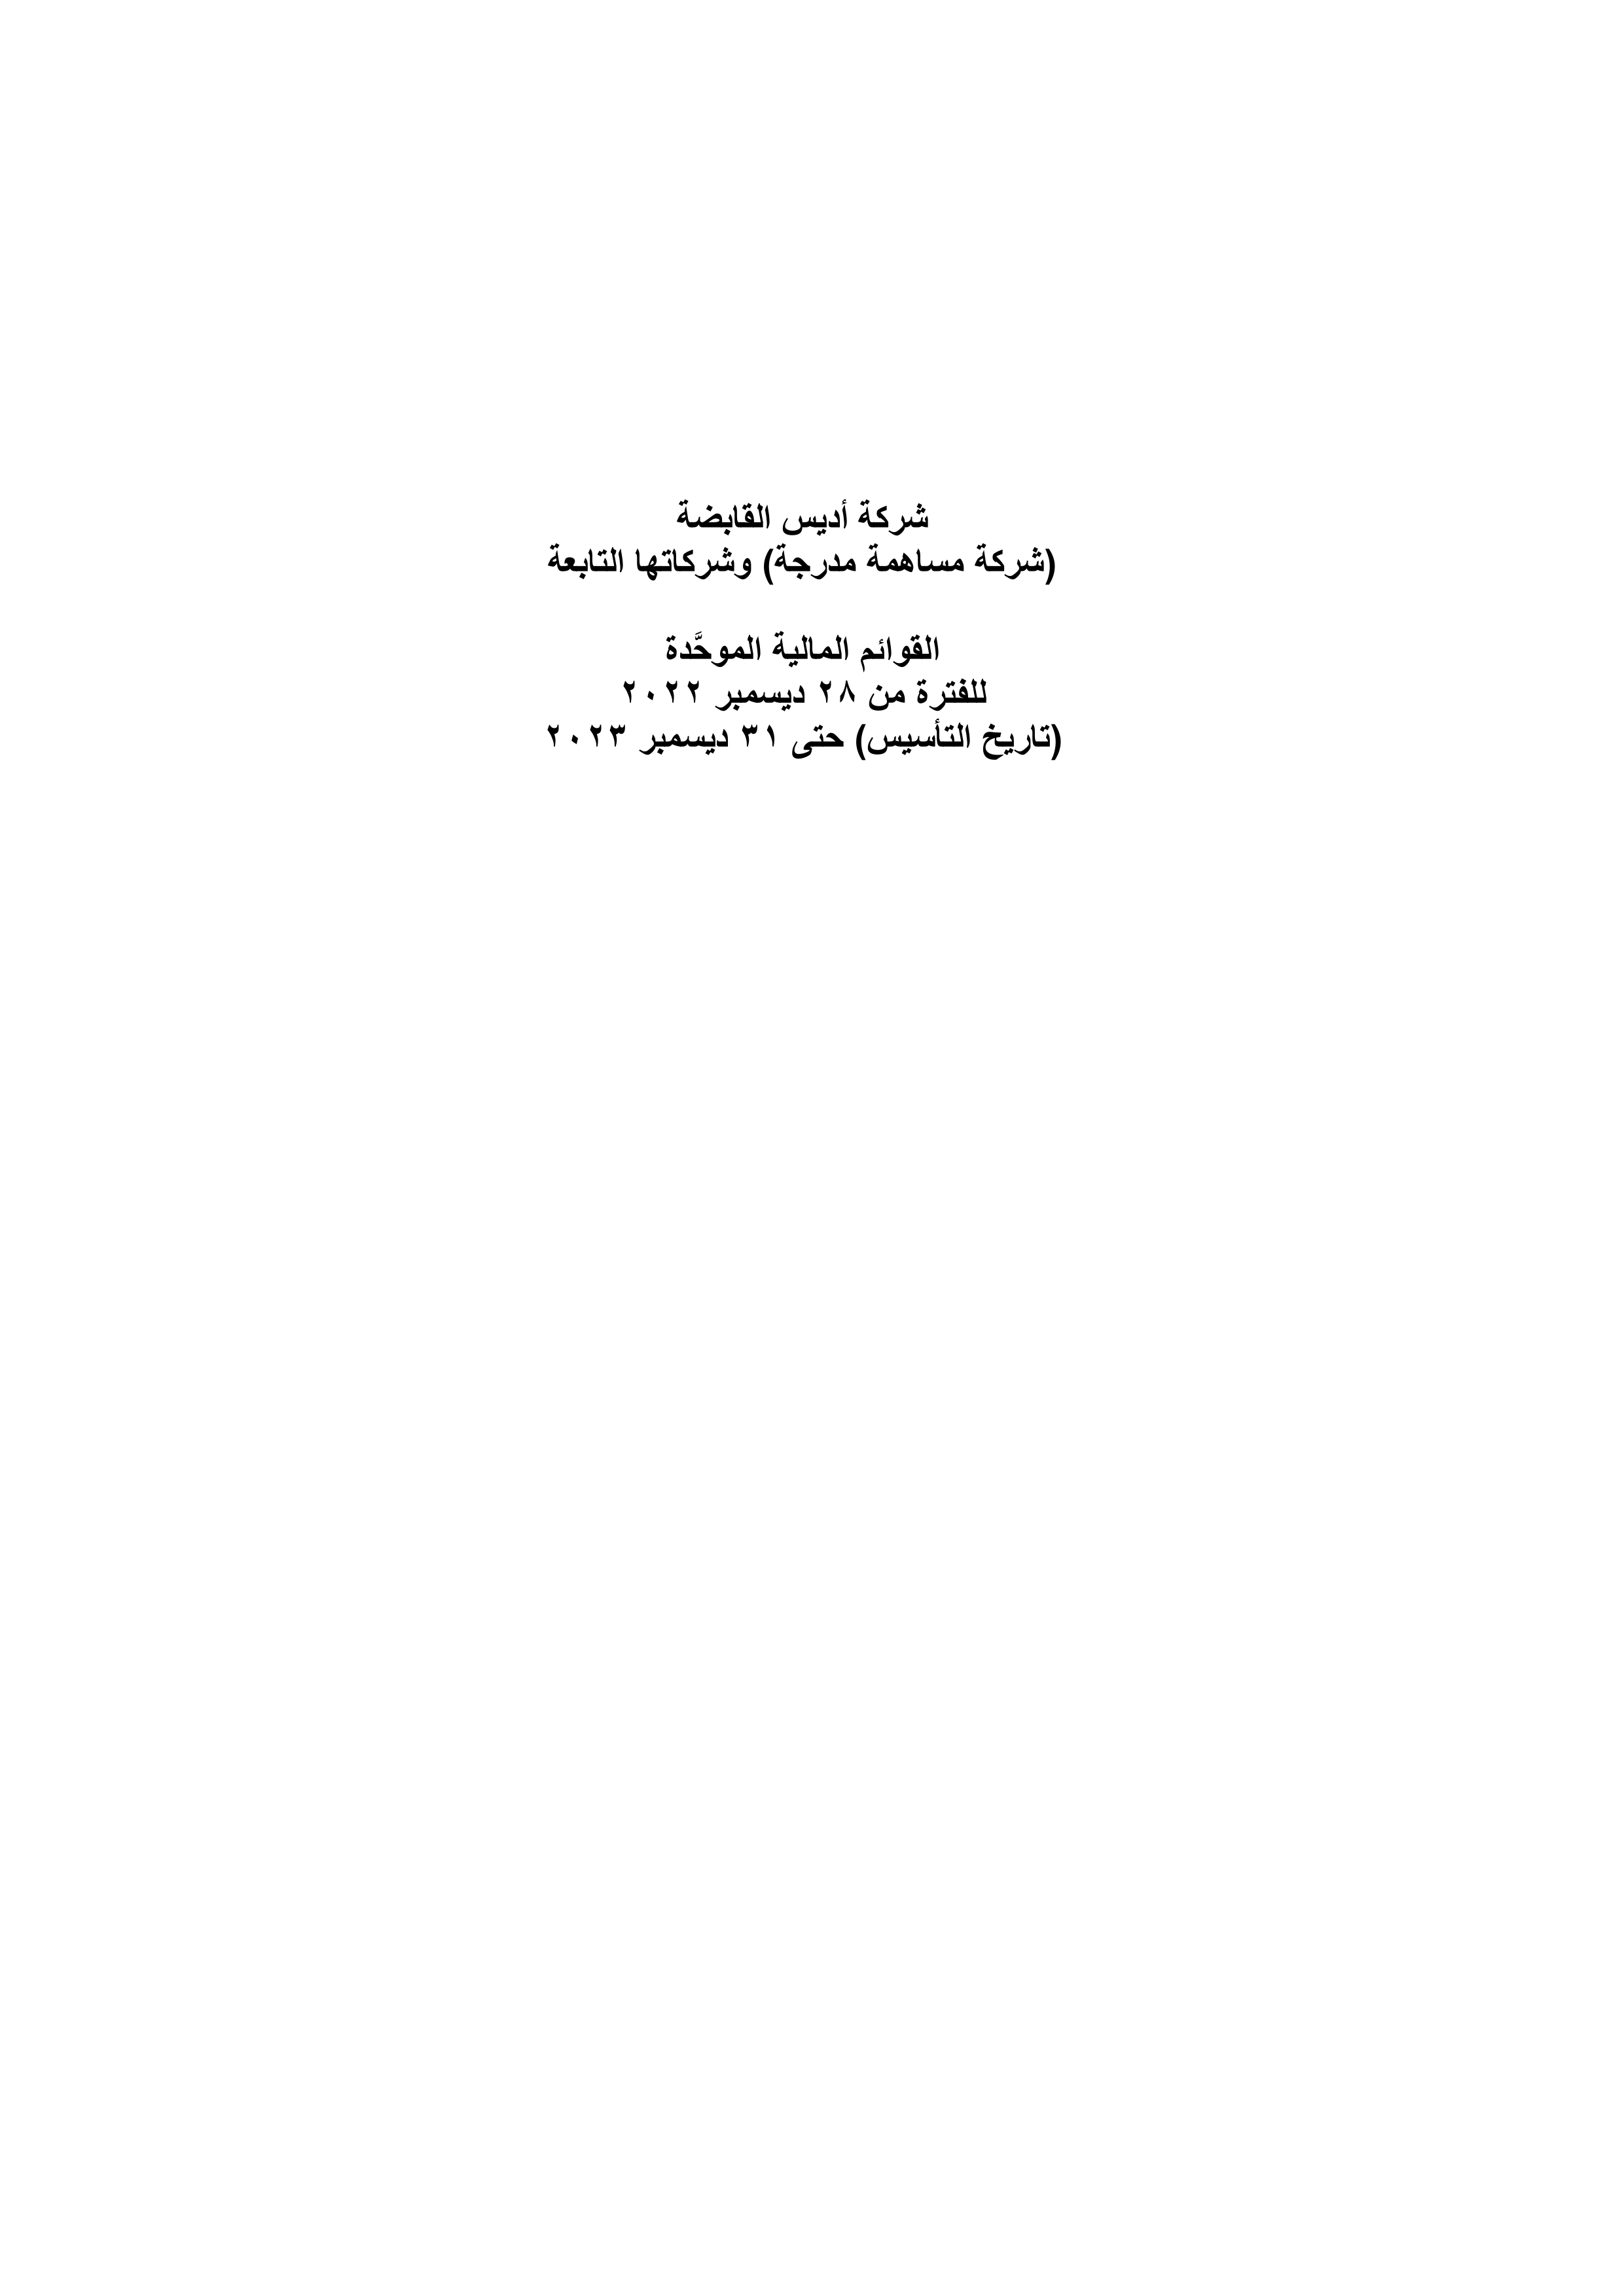 شركة أديس القابضة
(شركة مساهمة مدرجة) وشركاتها التابعة
القوائم المالية الموحَّدة
للفترة من ٢٨ ديسمبر ٢٠٢٢
(تاريخ التأسيس) حتى ٣١ ديسمبر ٢٠٢٣